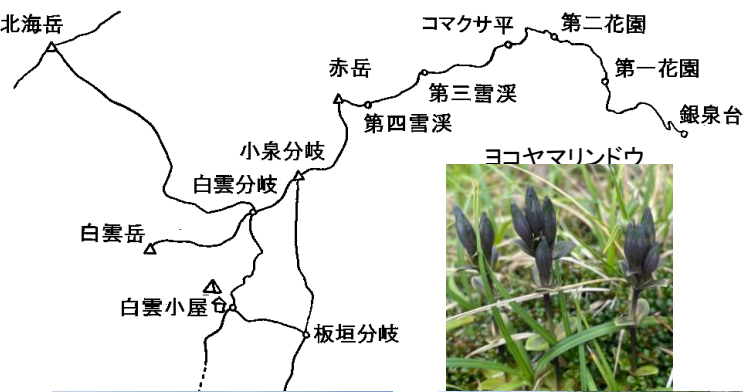 北海岳
コマクサ平
第二花園
赤岳
第一花園
第三雪渓
銀泉台
第四雪渓
小泉分岐
ヨコヤマリンドウ
白雲分岐
白雲岳
白雲小屋
板垣分岐